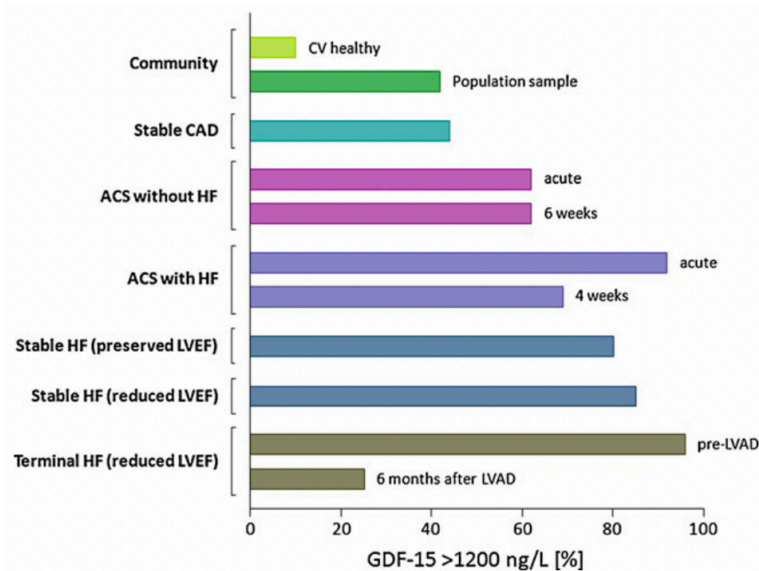 Community
CV healthy
Population sample
Stable CAD
ACS without HF
acute
6 weeks
ACS with HF
acute
4 weeks
Stable HF (preserved LVEF)
Stable HF (reduced LVEF)
Terminal HF (reduced LVEF)
pre-LVAD
6 months after LVAD
0 20 40 60 80 100
GDF-15 >1200 ng/L [%]